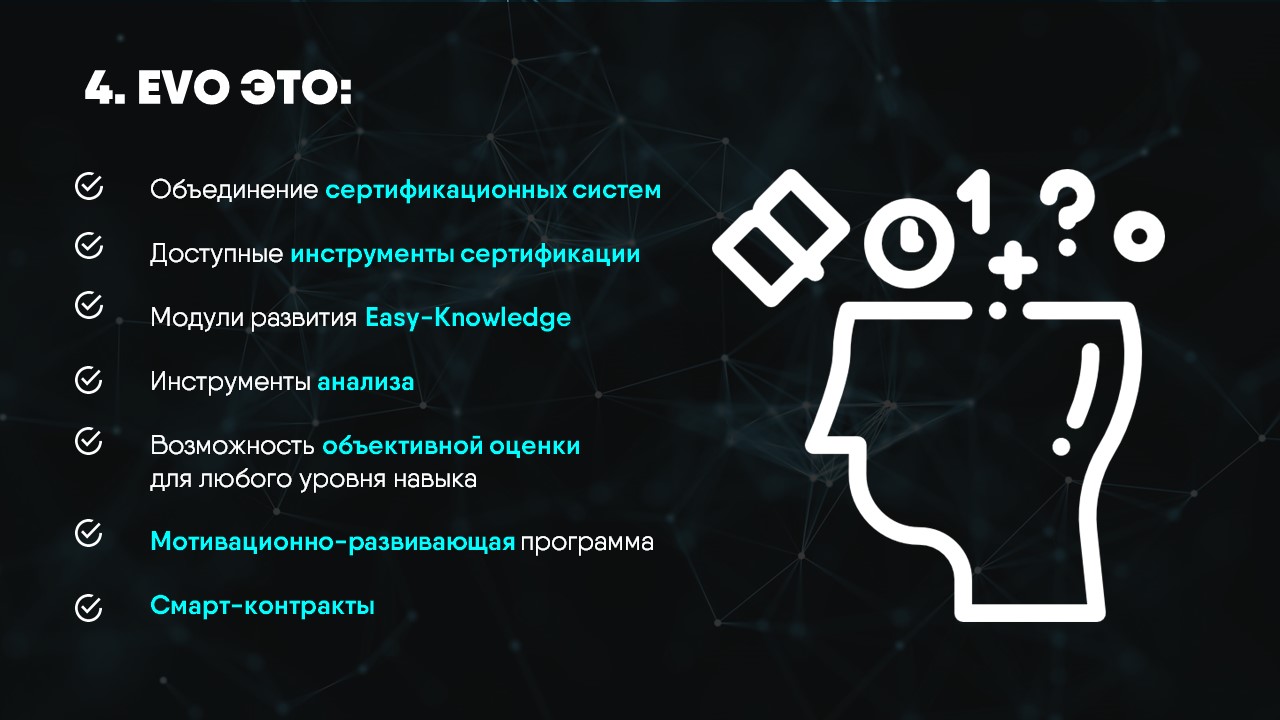 4. EVO ЭТО:
Объединение сертификационных систем
Доступные инструменты сертификации
Модули развития Easy-Knowledge
Инструменты анализа
Возможность объективной оценки
для любого уровня навыка
Мотивационно-развивающая программа
Смарт-контракты
1
?
+